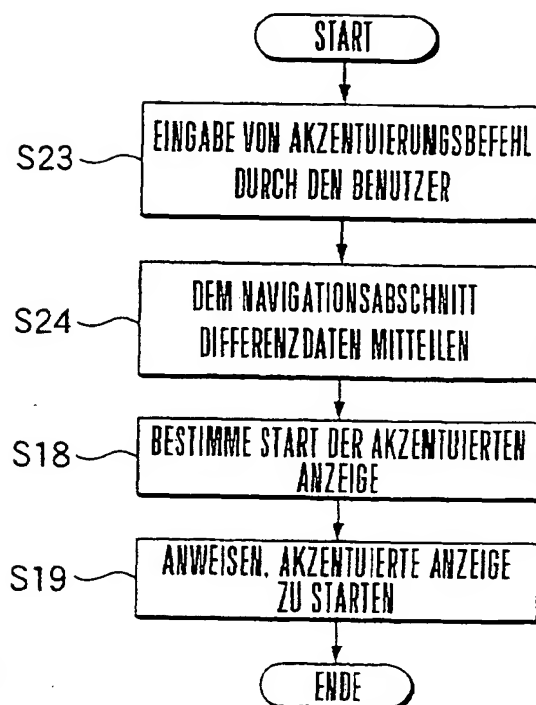 START
S23
EINGABE VON AKZENTUIERUNGSBEFEHL
DURCH DEN BENUTZER
S24
DEM NAVIGATIONSABSCHNITT
DIFFERENZDATEN MITTEILEN
S18
BESTIMME START DER AKZENTUIERTEN
ANZEIGE
S19
ANWEISEN, AKZENTUIERTE ANZEIGE
ZU STARTEN
ENDE